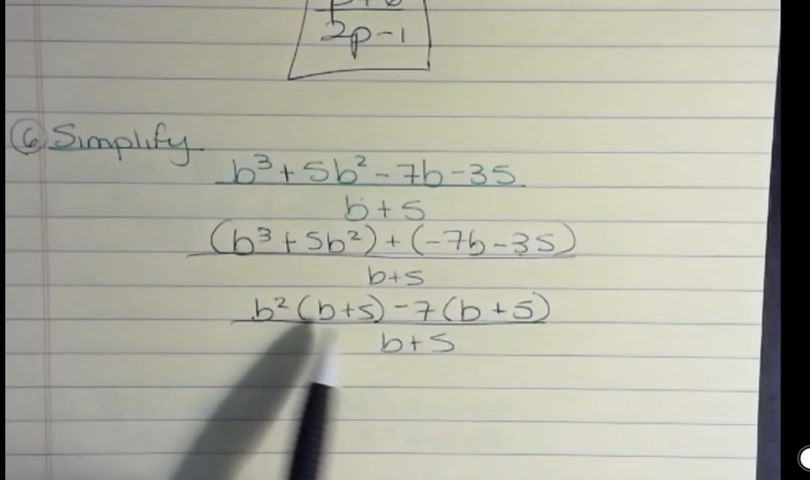 2p-1
6 Simplify
b³ + 5b² - 7b - 35
b + 5
(b³ + 5b²) + (-7b - 35)
b+5
b² (b+5) - 7 (b + 5)
b+5